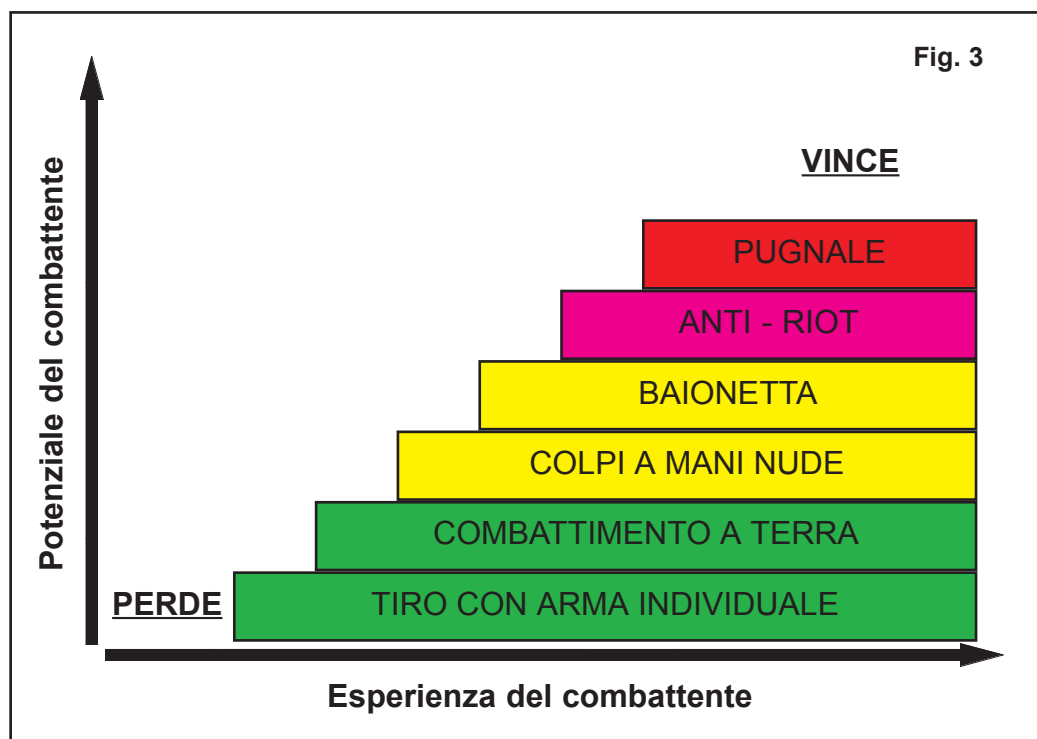 Fig. 3
VINCE
Potenziale del combattente
PUGNALE
ANTI - RIOT
BAIONETTA
COLPI A MANI NUDE
COMBATTIMENTO A TERRA
PERDE
TIRO CON ARMA INDIVIDUALE
Esperienza del combattente